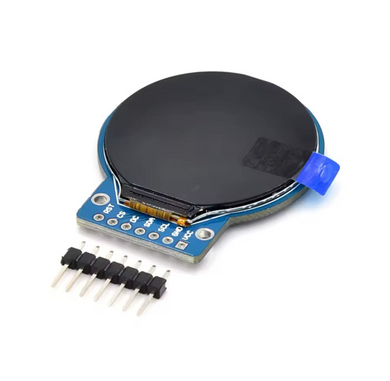 RST CS DC SDA SCL GND VCC